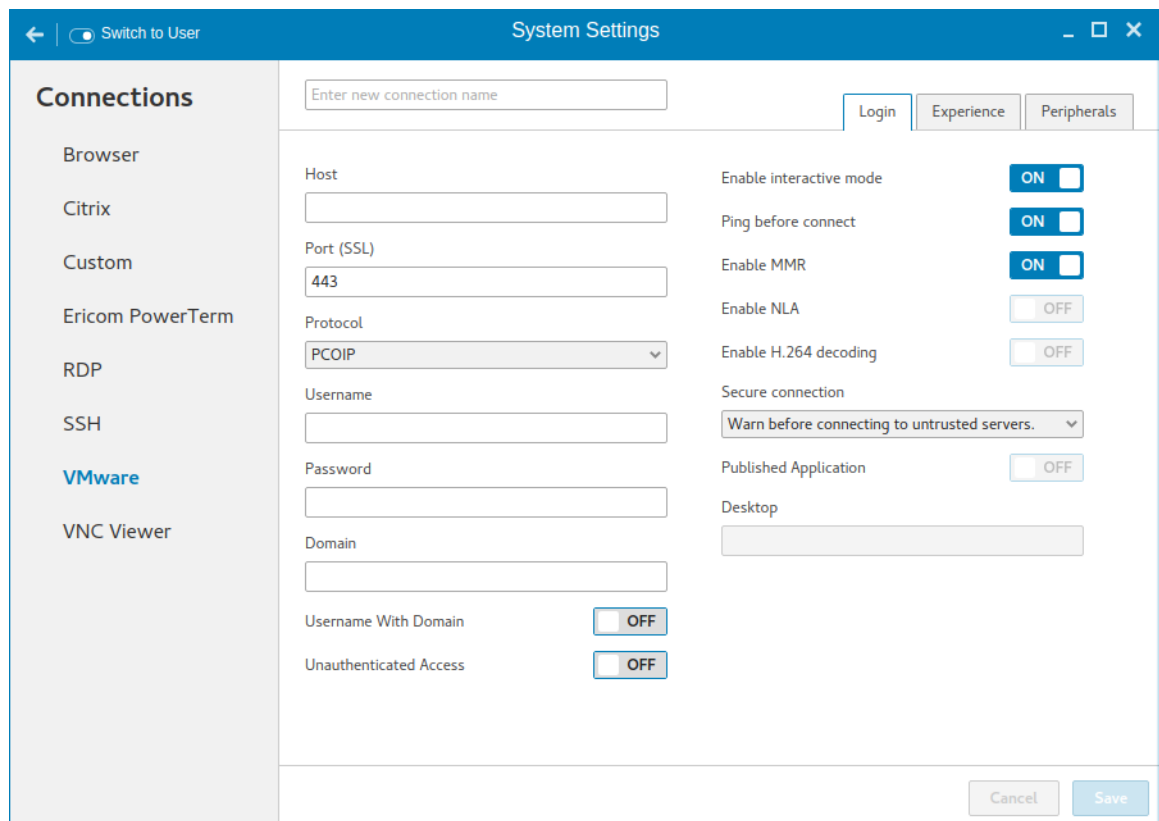 Switch to User
System Settings
Connections
Browser
Citrix
Custom
Ericom PowerTerm
RDP
SSH
VMware
VNC Viewer
Enter new connection name
Login
Experience
Peripherals
Host
Port (SSL)
443
Protocol
PCOIP
Username
Password
Domain
Username With Domain
OFF
Unauthenticated Access
OFF
Enable interactive mode
ON
Ping before connect
ON
Enable MMR
ON
Enable NLA
OFF
Enable H.264 decoding
OFF
Secure connection
Warn before connecting to untrusted servers.
Published Application
OFF
Desktop
Cancel
Save